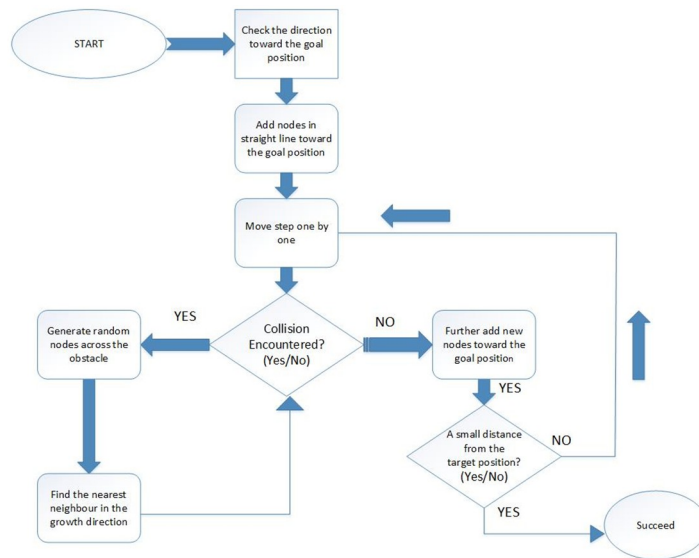 START
Check the direction
toward the goal
position
Add nodes in
straight line toward
the goal position
Move step one by
one
YES
Collision
Encountered?
(Yes/No)
NO
Generate random
nodes across the
obstacle
Further add new
nodes toward the
goal position
YES
A small distance
from the
target position?
(Yes/No)
NO
Find the nearest
neighbour in the
growth direction
YES
Succeed